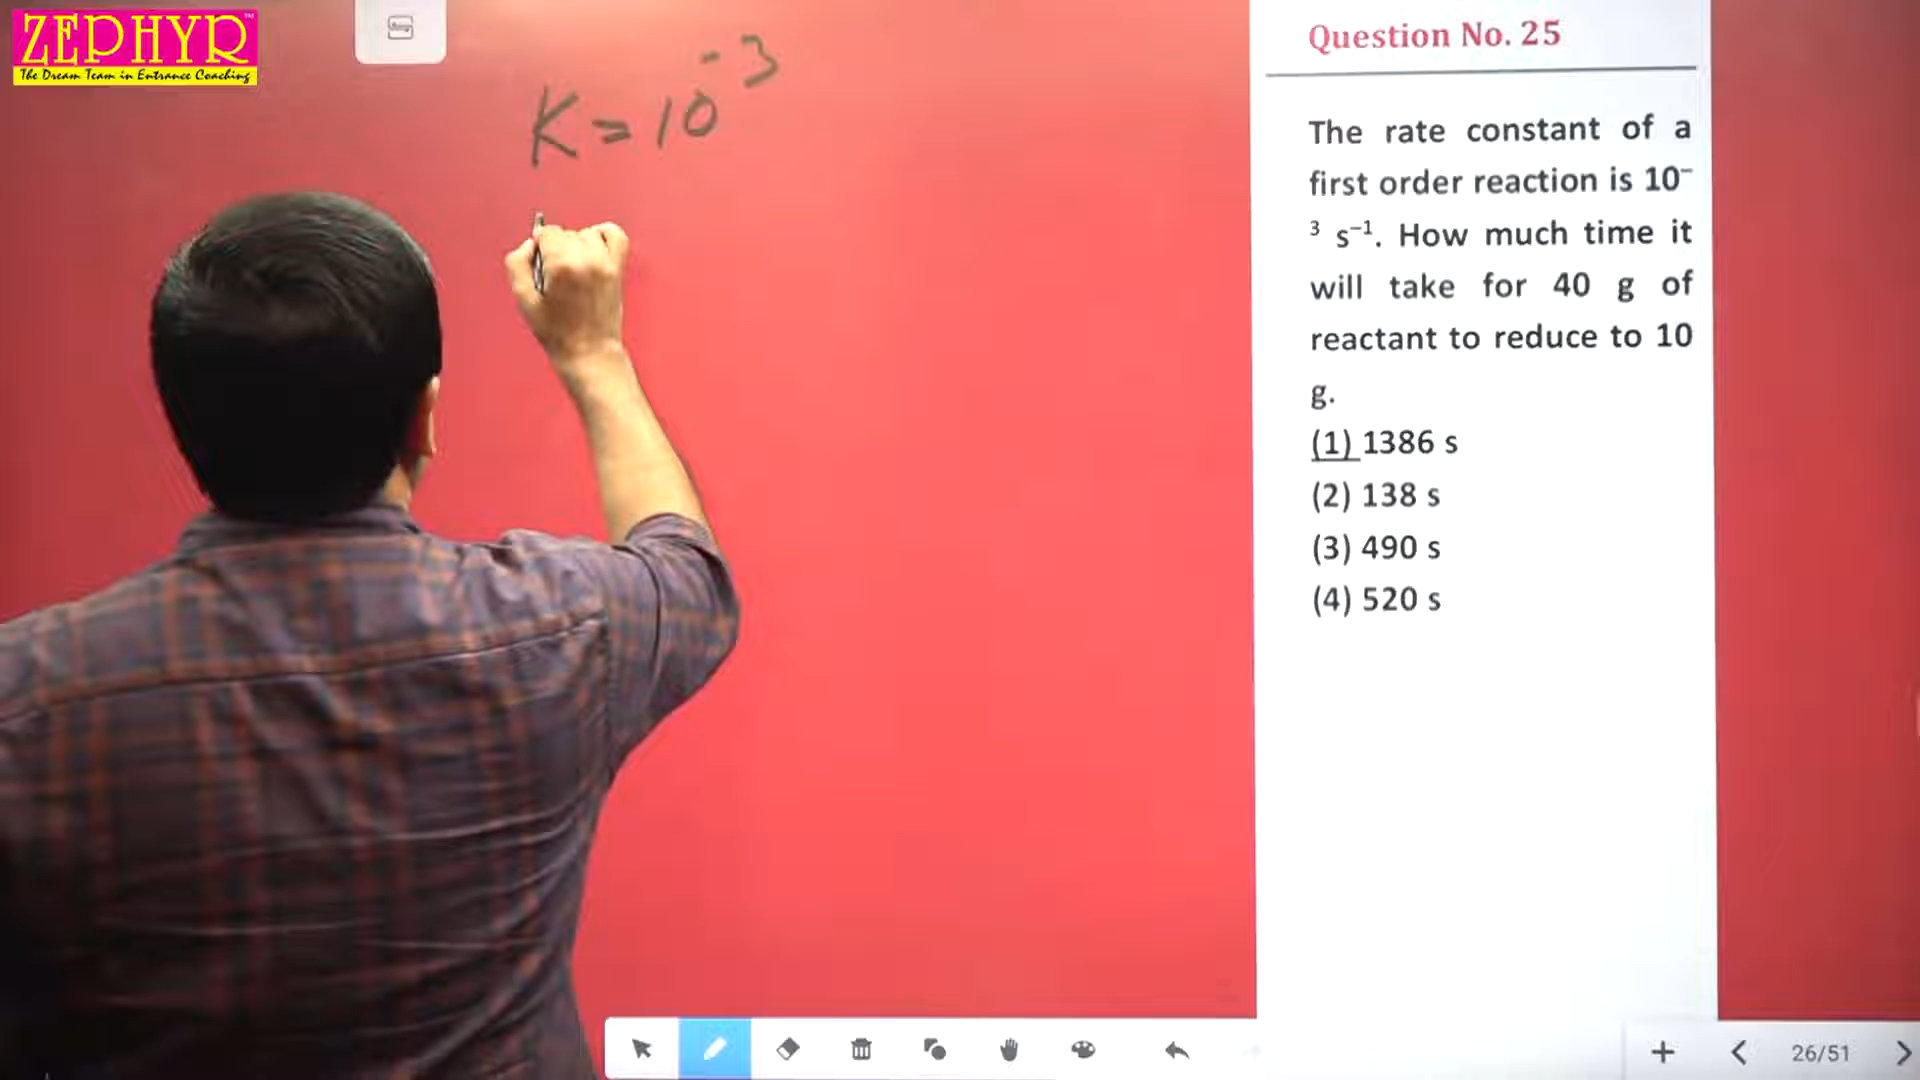 ZEPHYR™
The Dream Team in Entrance Coaching
K = 10⁻³
Question No. 25
The rate constant of a
first order reaction is 10⁻
³ s⁻¹. How much time it
will take for 40 g of
reactant to reduce to 10
g.
(1) 1386 s
(2) 138 s
(3) 490 s
(4) 520 s
26/51